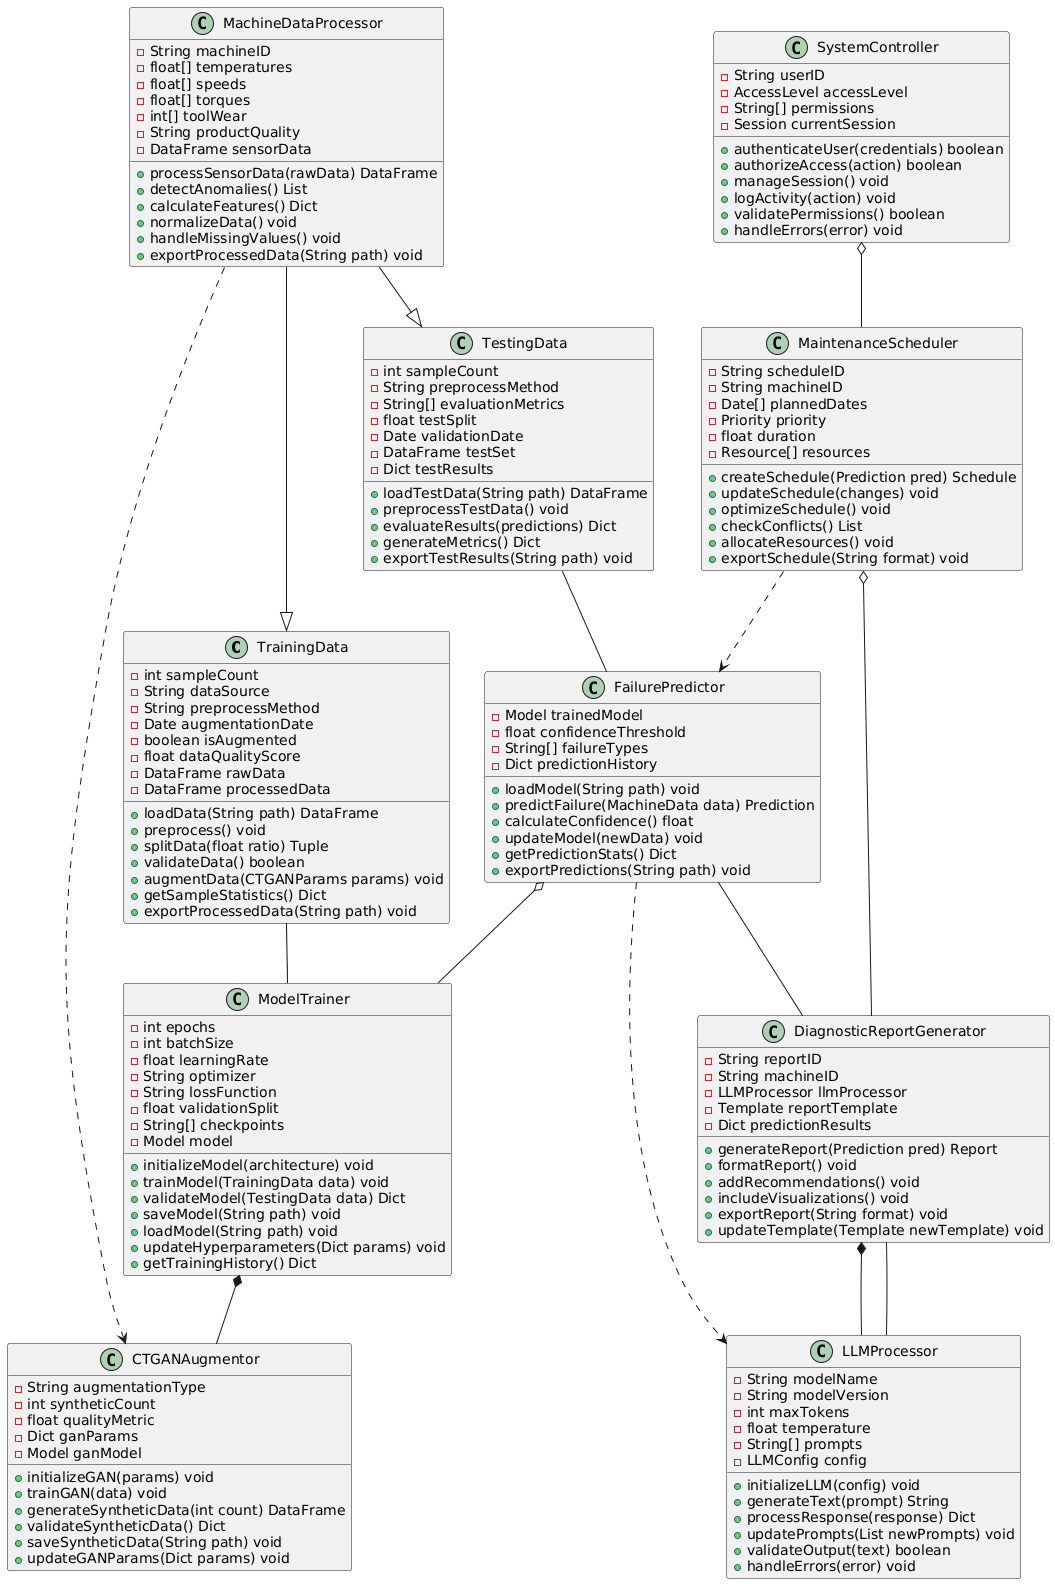 C MachineDataProcessor
String machineID
float[] temperatures
float[] speeds
float[] torques
int[] toolWear
String productQuality
DataFrame sensorData
processSensorData(rawData) DataFrame
detectAnomalies() List
calculateFeatures() Dict
normalizeData() void
handleMissingValues() void
exportProcessedData(String path) void
C SystemController
String userID
AccessLevel accessLevel
String[] permissions
Session currentSession
authenticateUser(credentials) boolean
authorizeAccess(action) boolean
manageSession() void
logActivity(action) void
validatePermissions() boolean
handleErrors(error) void
C TestingData
int sampleCount
String preprocessMethod
String[] evaluationMetrics
float testSplit
Date validationDate
DataFrame testSet
Dict testResults
loadTestData(String path) DataFrame
preprocessTestData() void
evaluateResults(predictions) Dict
generateMetrics() Dict
exportTestResults(String path) void
C MaintenanceScheduler
String scheduleID
String machineID
Date[] plannedDates
Priority priority
float duration
Resource[] resources
createSchedule(Prediction pred) Schedule
updateSchedule(changes) void
optimizeSchedule() void
checkConflicts() List
allocateResources() void
exportSchedule(String format) void
C TrainingData
int sampleCount
String dataSource
String preprocessMethod
Date augmentationDate
boolean isAugmented
float dataQualityScore
DataFrame rawData
DataFrame processedData
loadData(String path) DataFrame
preprocess() void
splitData(float ratio) Tuple
validateData() boolean
augmentData(CTGANParams params) void
getSampleStatistics() Dict
exportProcessedData(String path) void
C FailurePredictor
Model trainedModel
float confidenceThreshold
String[] failureTypes
Dict predictionHistory
loadModel(String path) void
predictFailure(MachineData data) Prediction
calculateConfidence() float
updateModel(newData) void
getPredictionStats() Dict
exportPredictions(String path) void
C ModelTrainer
int epochs
int batchSize
float learningRate
String optimizer
String lossFunction
float validationSplit
String[] checkpoints
Model model
initializeModel(architecture) void
trainModel(TrainingData data) void
validateModel(TestingData data) Dict
saveModel(String path) void
loadModel(String path) void
updateHyperparameters(Dict params) void
getTrainingHistory() Dict
C DiagnosticReportGenerator
String reportID
String machineID
LLMProcessor llmProcessor
Template reportTemplate
Dict predictionResults
generateReport(Prediction pred) Report
formatReport() void
addRecommendations() void
includeVisualizations() void
exportReport(String format) void
updateTemplate(Template newTemplate) void
C CTGANAugmentor
String augmentationType
int syntheticCount
float qualityMetric
Dict ganParams
Model ganModel
initializeGAN(params) void
trainGAN(data) void
generateSyntheticData(int count) DataFrame
validateSyntheticData() Dict
saveSyntheticData(String path) void
updateGANParams(Dict params) void
C LLMProcessor
String modelName
String modelVersion
int maxTokens
float temperature
String[] prompts
LLMConfig config
initializeLLM(config) void
generateText(prompt) String
processResponse(response) Dict
updatePrompts(List newPrompts) void
validateOutput(text) boolean
handleErrors(error) void